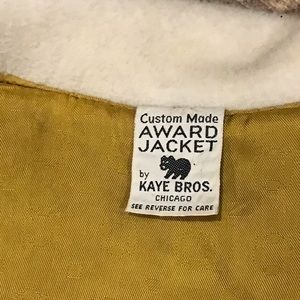 Custom Made
AWARD
JACKET
by
KAYE BROS.
CHICAGO
SEE REVERSE FOR CARE